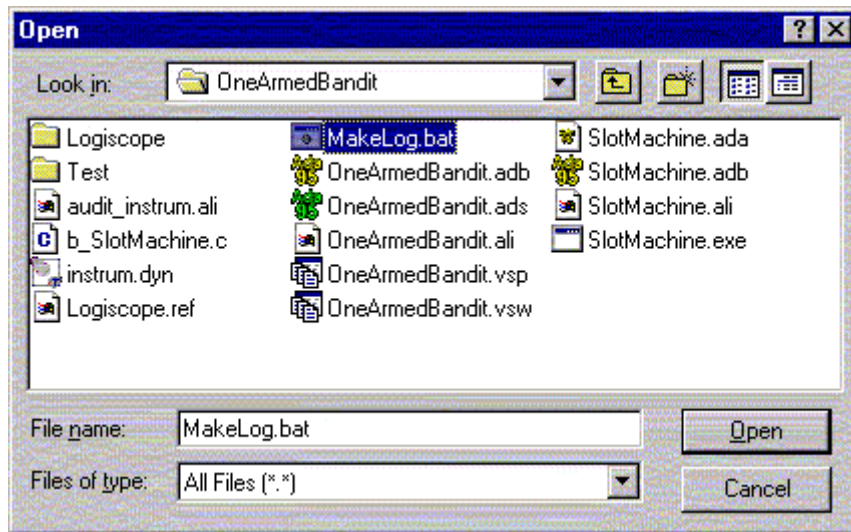 Open
Look in: OneArmedBandit
Logiscope
Test
audit_instrum.ali
b_SlotMachine.c
instrum.dyn
Logiscope.ref
MakeLog.bat
OneArmedBandit.adb
OneArmedBandit.ads
OneArmedBandit.ali
OneArmedBandit.vsp
OneArmedBandit.vsw
SlotMachine.ada
SlotMachine.adb
SlotMachine.ali
SlotMachine.exe
File name: MakeLog.bat Open
Files of type: All Files (*.*) Cancel